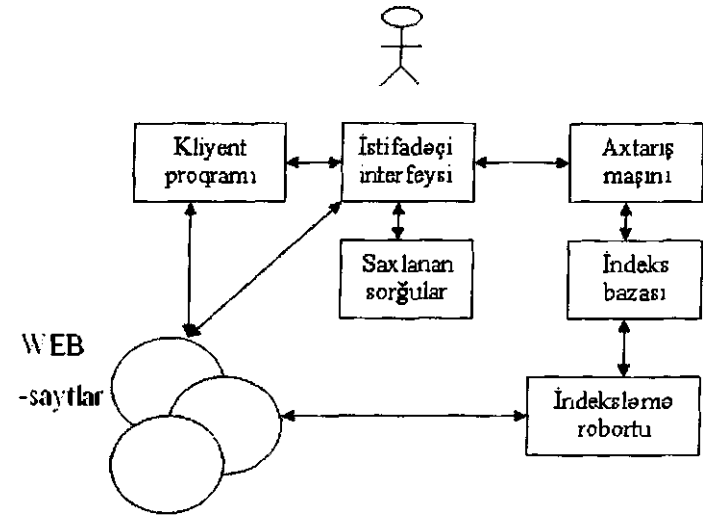 Kliyent
proqramı
İstifadəçi
interfeysi
Axtarış
maşını
Saxlanan
sorğular
İndeks
bazası
WEB
-saytlar
İndeksləmə
robortu